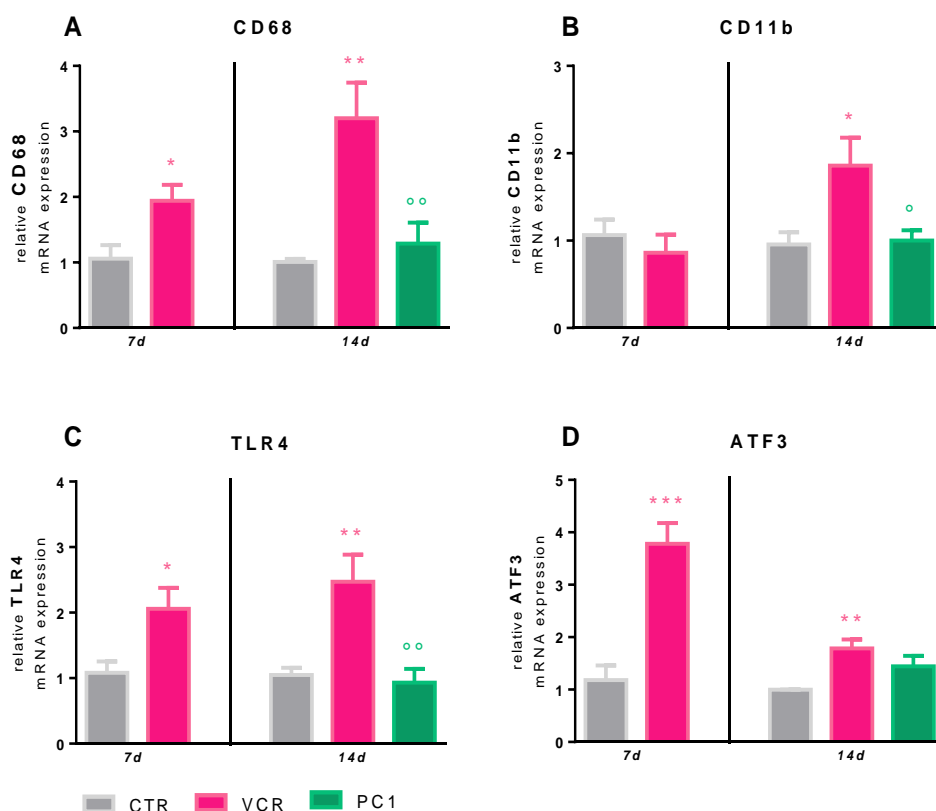 A
CD68
relative CD68
mRNA expression
4
3
2
1
0
**
*
°°
7d
14d
B
CD11b
relative CD11b
mRNA expression
3
2
1
0
*
°
7d
14d
C
TLR4
relative TLR4
mRNA expression
4
3
2
1
0
**
*
°°
7d
14d
D
ATF3
relative ATF3
mRNA expression
5
4
3
2
1
0
***
**
7d
14d
CTR VCR PC1